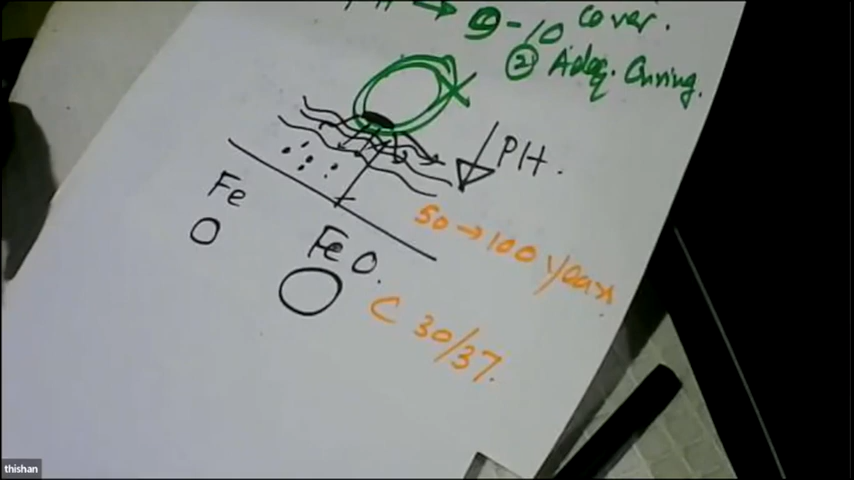 → 9-10 cover.
② Adeq. Curing.
PH.
Fe
50→100 years
FeO.
C 30/37.
thishan